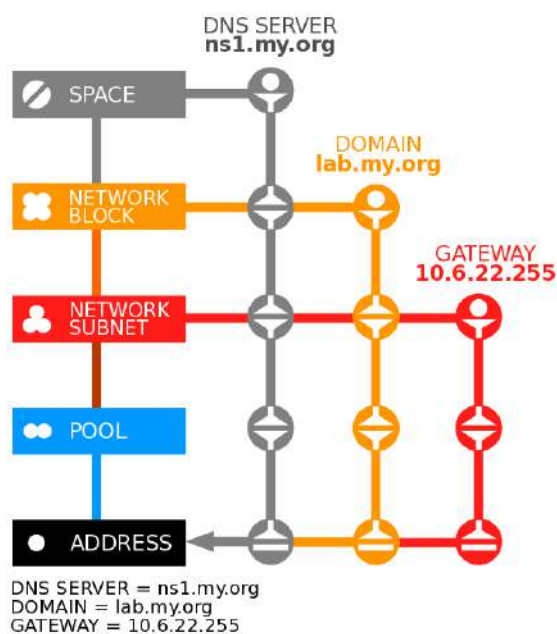 DNS SERVER
ns1.my.org
SPACE
DOMAIN
lab.my.org
NETWORK
BLOCK
GATEWAY
10.6.22.255
NETWORK
SUBNET
POOL
ADDRESS
DNS SERVER = ns1.my.org
DOMAIN = lab.my.org
GATEWAY = 10.6.22.255